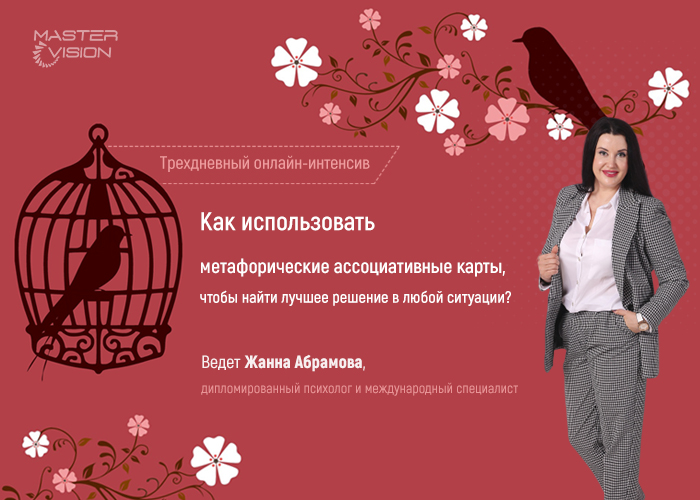 MASTER
VISION
Трехдневный онлайн-интенсив
Как использовать
метафорические ассоциативные карты,
чтобы найти лучшее решение в любой ситуации?
Ведет Жанна Абрамова,
дипломированный психолог и международный специалист